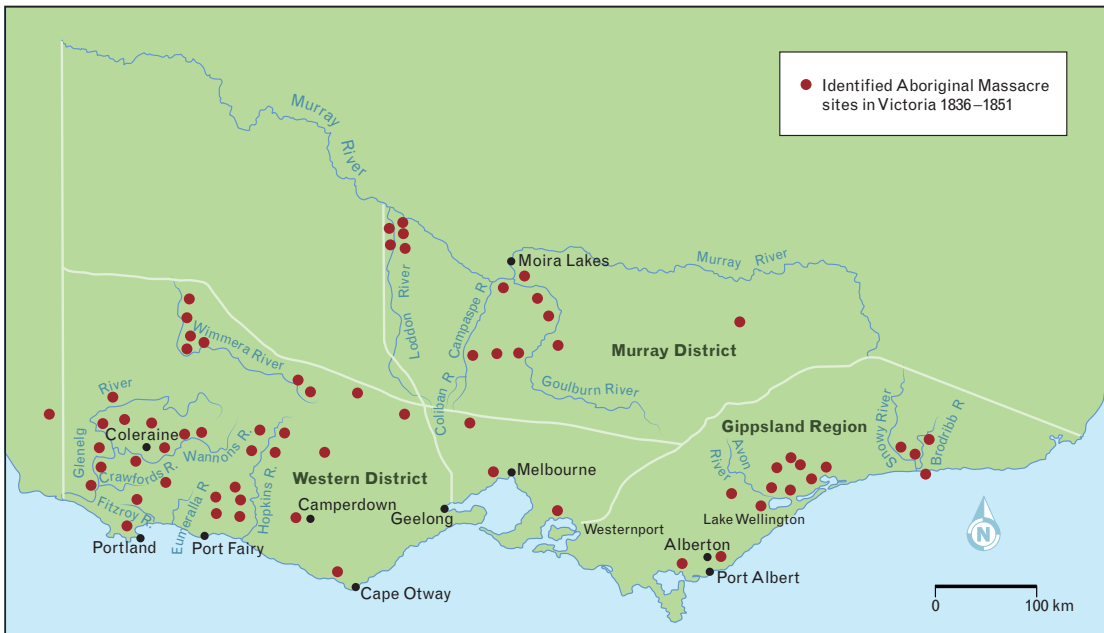 Identified Aboriginal Massacre
sites in Victoria 1836–1851
Murray
River
Moira Lakes
Murray River
Loddon River
Campaspe R
Coliban R
Wimmera River
Murray District
Goulburn River
Gippsland Region
Snowy River
Brodribb R
Avon
River
Glenelg
River
Coleraine
Wannons R.
Crawfords R.
Western District
Melbourne
Hopkins R.
Camperdown
Geelong
Fitzroy R.
Eumeralla R
Westernport
Lake Wellington
Portland
Port Fairy
Alberton
Port Albert
Cape Otway
N
0
100 km